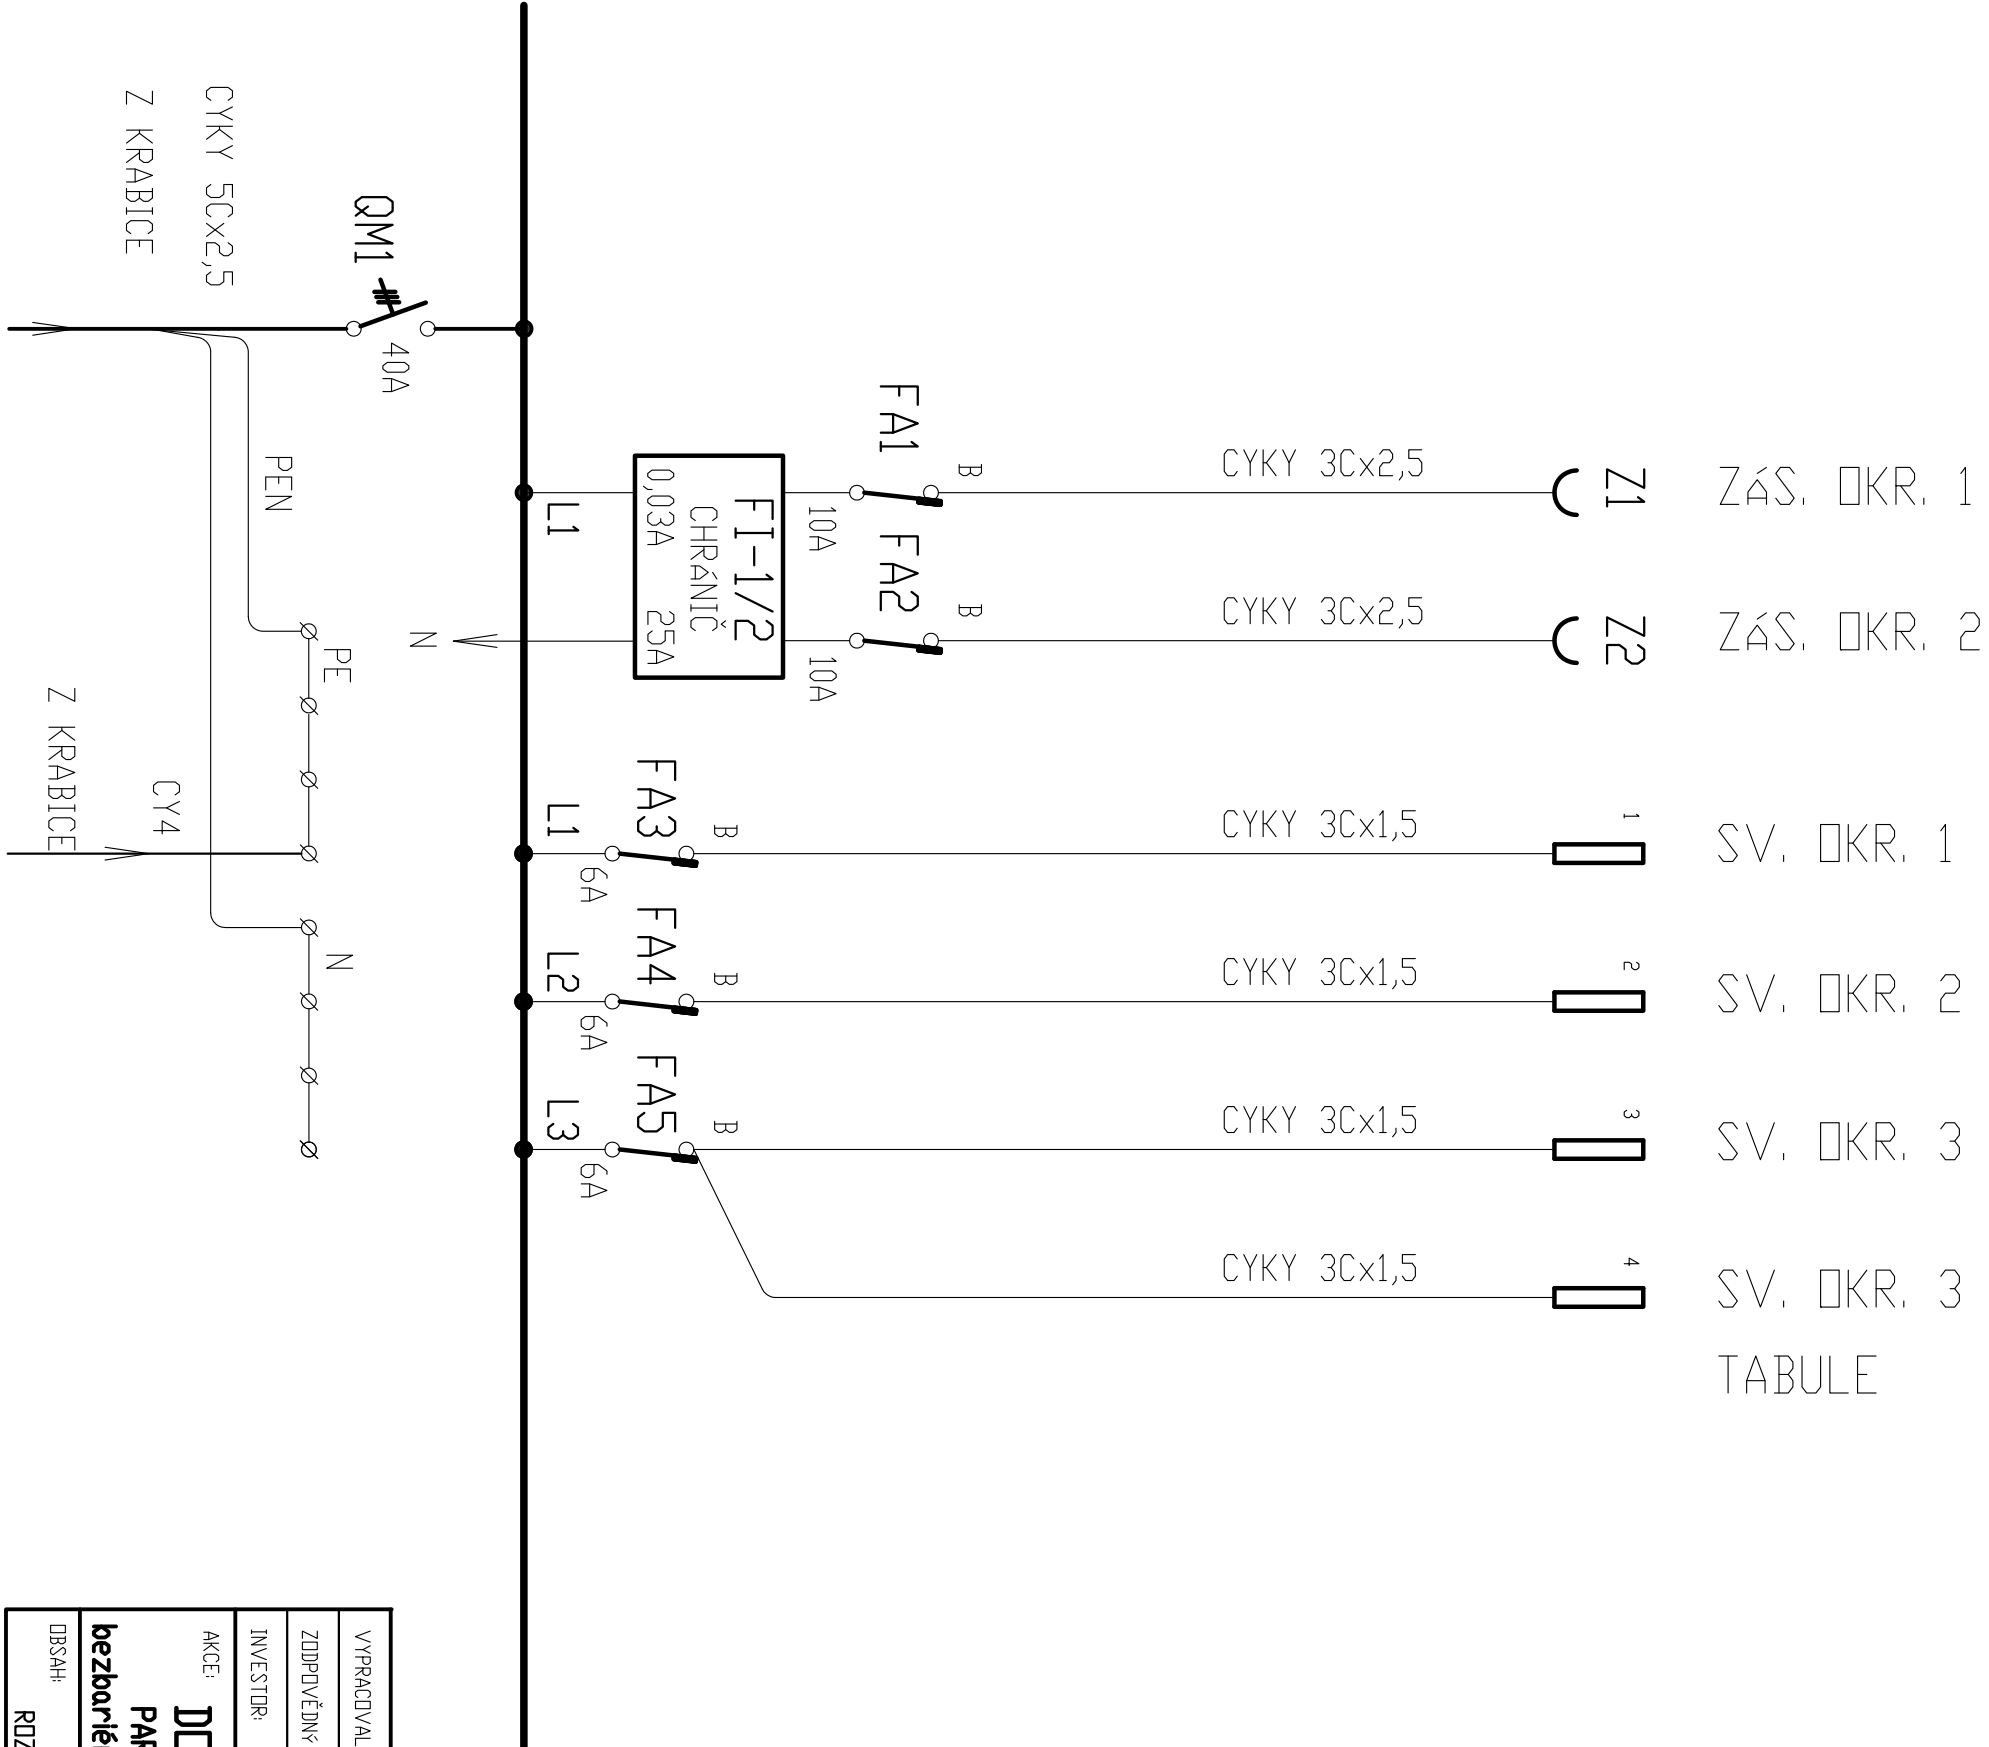 CYKY 5Cx2,5
Z KRABICE
QM1
40A
PEN
PE
CY4
Z KRABICE
N
N
L1
FI-1/2
CHRÁNIČ
0,03A 25A
FA1
B
10A
CYKY 3Cx2,5
Z1
ZÁS. OKR. 1
FA2
B
10A
CYKY 3Cx2,5
Z2
ZÁS. OKR. 2
L1
FA3
B
6A
CYKY 3Cx1,5
1
SV. OKR. 1
L2
FA4
B
6A
CYKY 3Cx1,5
2
SV. OKR. 2
L3
FA5
B
6A
CYKY 3Cx1,5
3
SV. OKR. 3
CYKY 3Cx1,5
4
SV. OKR. 3
TABULE
VYPRACOVAL
ZODPOVĚDNÝ
INVESTOR:
AKCE:
OBSAH:
ROZ